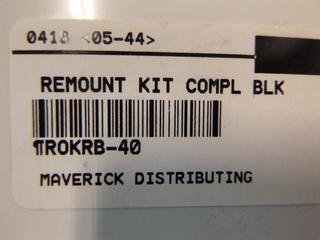 0418 <05-44>
REMOUNT KIT COMPL BLK
¶ROKRB-40
MAVERICK DISTRIBUTING